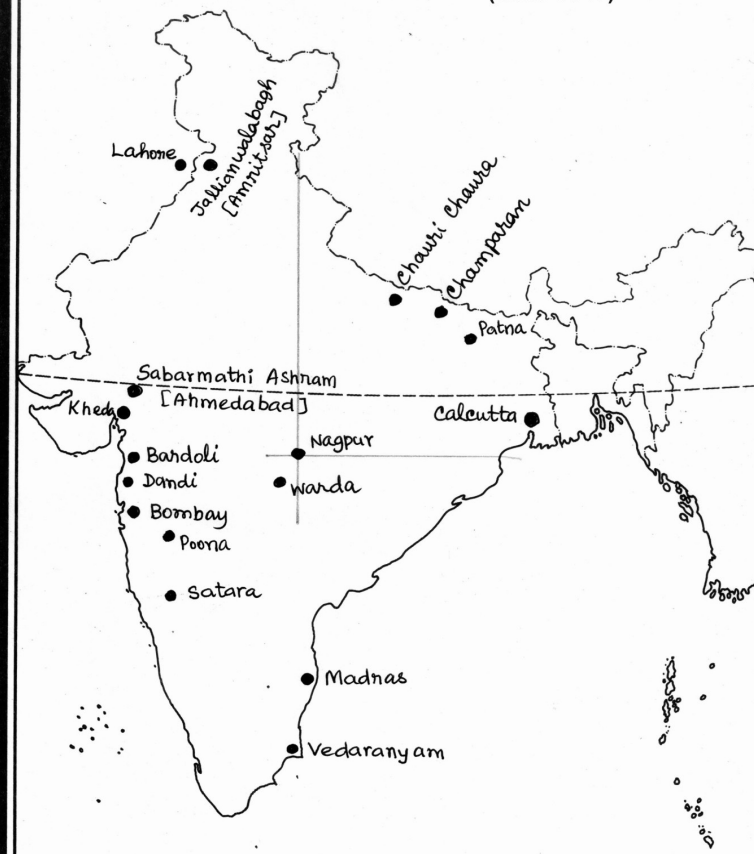 Lahore
Jallianwalabagh
[Amritsar]
Chauri Chaura
Champaran
Patna
Sabarmathi Ashram
[Ahmedabad]
Kheda
Calcutta
Nagpur
Bardoli
Dandi
Warda
Bombay
Poona
Satara
Madras
Vedaranyam